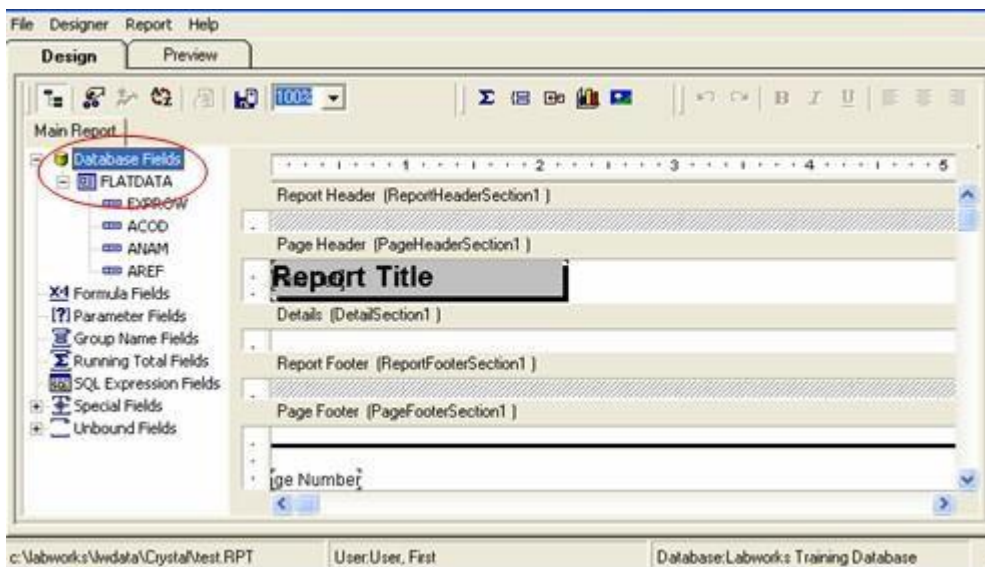 File Designer Report Help
Design Preview
100% Σ B I U
Main Report
Database Fields
FLATDATA
EXPROW
ACOD
ANAM
AREF
X·1 Formula Fields
[?] Parameter Fields
Group Name Fields
Σ Running Total Fields
SQL SQL Expression Fields
Special Fields
Unbound Fields
1 2 3 4 5
Report Header (ReportHeaderSection1 )
Page Header (PageHeaderSection1 )
Report Title
Details (DetailSection1 )
Report Footer (ReportFooterSection1 )
Page Footer (PageFooterSection1 )
ge Number
c:\labworks\lwdata\Crystal\test.RPT User:User, First Database:Labworks Training Database